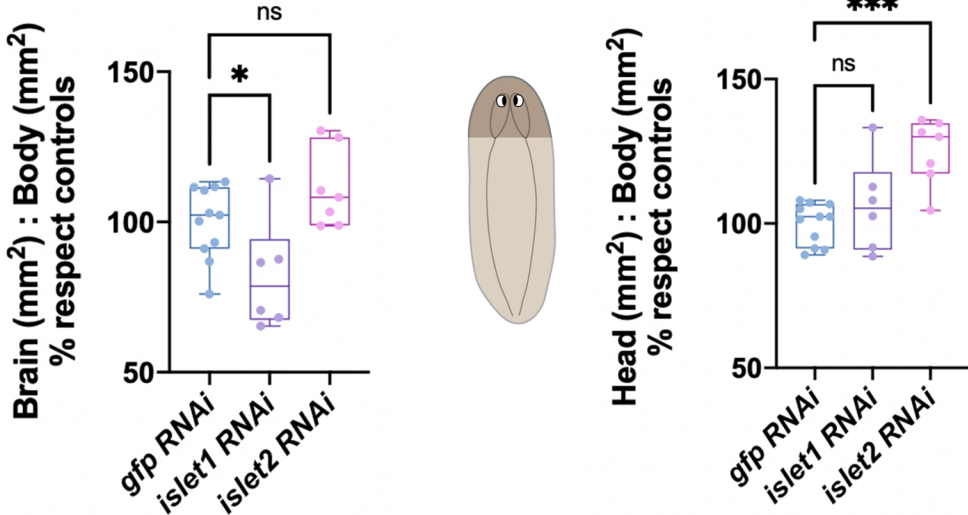 Brain (mm²) : Body (mm²)
% respect controls
ns
*
150
100
50
gfp RNAi
islet1 RNAi
islet2 RNAi
Head (mm²) : Body (mm²)
% respect controls
***
ns
150
100
50
gfp RNAi
islet1 RNAi
islet2 RNAi